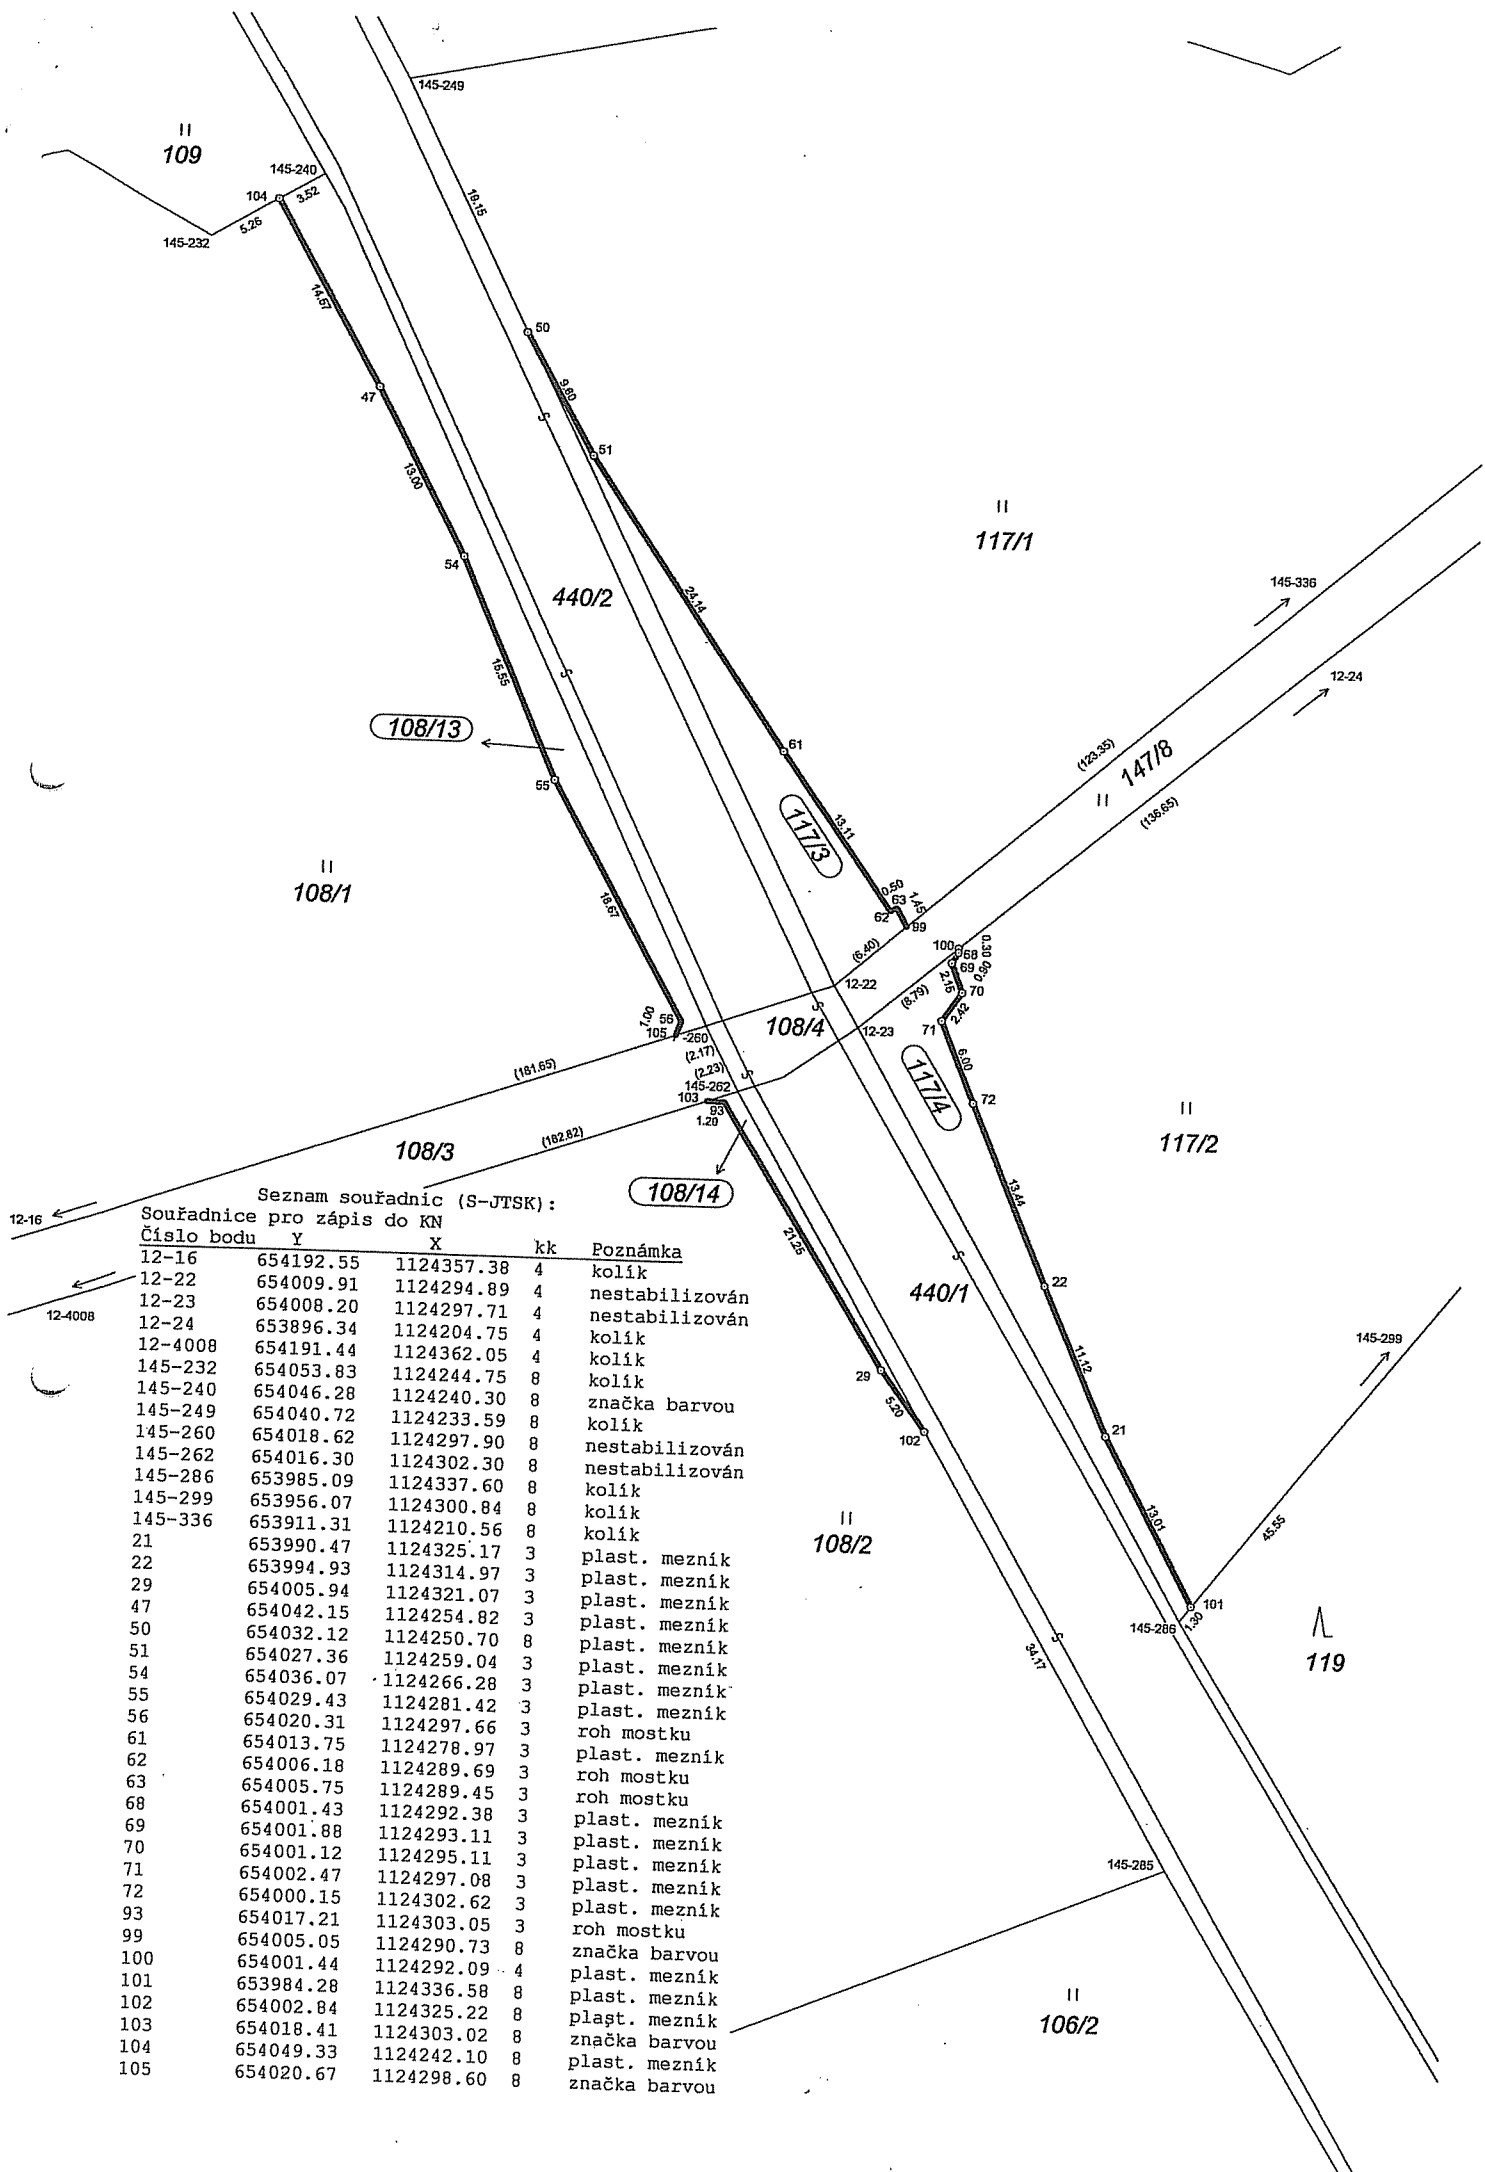 145-249
II
109
145-240
104
3.52
5.26
145-232
19.15
14.57
50
9.60
47
51
13.00
II
117/1
54
145-336
440/2
24.14
12-24
15.55
108/13
61
(123.35)
147/8
55
II
(136.65)
13.11
117/3
II
108/1
18.67
0.50
63
1.45
62
99
(6.40)
100
0.30
68
69
0.90
2.15
12-22
70
(8.79)
2.42
1.00
56
108/4
71
105
-260
12-23
(2.17)
6.00
(181.65)
(2.23)
117/4
145-262
103
72
93
II
1.20
117/2
(182.82)
108/3
13.44
108/14
12-16
21.25
22
440/1
12-4008
11.12
145-299
29
5.20
21
102
II
108/2
13.01
45.55
101
1.30
145-286
119
34.17
145-285
II
106/2
Seznam souřadnic (S-JTSK):
Souřadnice pro zápis do KN
Číslo bodu Y X kk Poznámka
12-16 654192.55 1124357.38 4 kolík
12-22 654009.91 1124294.89 4 nestabilizován
12-23 654008.20 1124297.71 4 nestabilizován
12-24 653896.34 1124204.75 4 kolík
12-4008 654191.44 1124362.05 4 kolík
145-232 654053.83 1124244.75 8 kolík
145-240 654046.28 1124240.30 8 značka barvou
145-249 654040.72 1124233.59 8 kolík
145-260 654018.62 1124297.90 8 nestabilizován
145-262 654016.30 1124302.30 8 nestabilizován
145-286 653985.09 1124337.60 8 kolík
145-299 653956.07 1124300.84 8 kolík
145-336 653911.31 1124210.56 8 kolík
21 653990.47 1124325.17 3 plast. mezník
22 653994.93 1124314.97 3 plast. mezník
29 654005.94 1124321.07 3 plast. mezník
47 654042.15 1124254.82 3 plast. mezník
50 654032.12 1124250.70 8 plast. mezník
51 654027.36 1124259.04 3 plast. mezník
54 654036.07 1124266.28 3 plast. mezník
55 654029.43 1124281.42 3 plast. mezník
56 654020.31 1124297.66 3 roh mostku
61 654013.75 1124278.97 3 plast. mezník
62 654006.18 1124289.69 3 roh mostku
63 654005.75 1124289.45 3 roh mostku
68 654001.43 1124292.38 3 plast. mezník
69 654001.88 1124293.11 3 plast. mezník
70 654001.12 1124295.11 3 plast. mezník
71 654002.47 1124297.08 3 plast. mezník
72 654000.15 1124302.62 3 plast. mezník
93 654017.21 1124303.05 3 roh mostku
99 654005.05 1124290.73 8 značka barvou
100 654001.44 1124292.09 4 plast. mezník
101 653984.28 1124336.58 8 plast. mezník
102 654002.84 1124325.22 8 plast. mezník
103 654018.41 1124303.02 8 značka barvou
104 654049.33 1124242.10 8 plast. mezník
105 654020.67 1124298.60 8 značka barvou